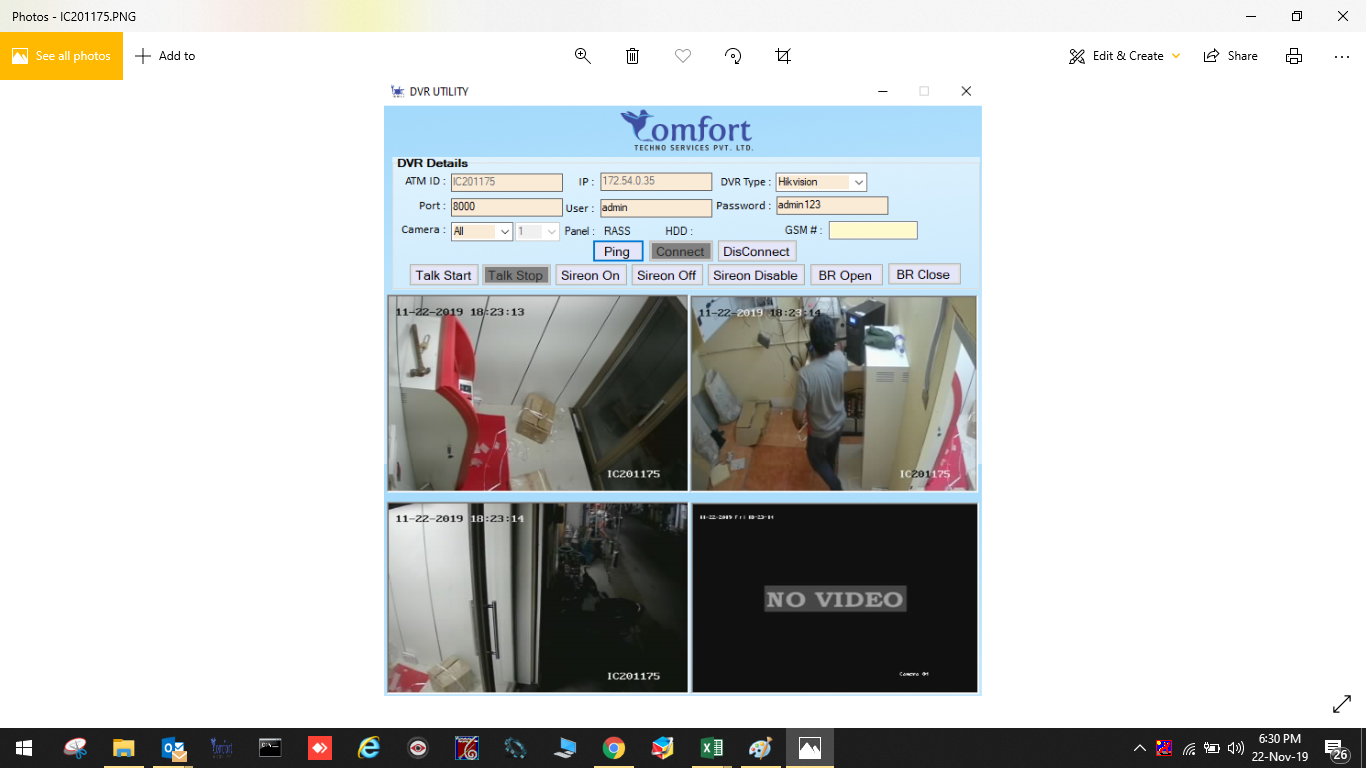 Photos - IC201175.PNG
See all photos
Add to
Edit & Create
Share
DVR UTILITY
Comfort
TECHNO SERVICES PVT. LTD.
DVR Details
ATM ID : IC201175 IP : 172.54.0.35 DVR Type : Hikvision
Port : 8000 User : admin Password : admin123
Camera : All 1 Panel : RASS HDD : GSM # :
Ping Connect DisConnect
Talk Start Talk Stop Sireon On Sireon Off Sireon Disable BR Open BR Close
11-22-2019 18:23:13
IC201175
11-22-2019 18:23:14
IC201175
11-22-2019 18:23:14
IC201175
11-22-2019 Fri 18:23:14
NO VIDEO
Camera 04
6:30 PM
22-Nov-19
26